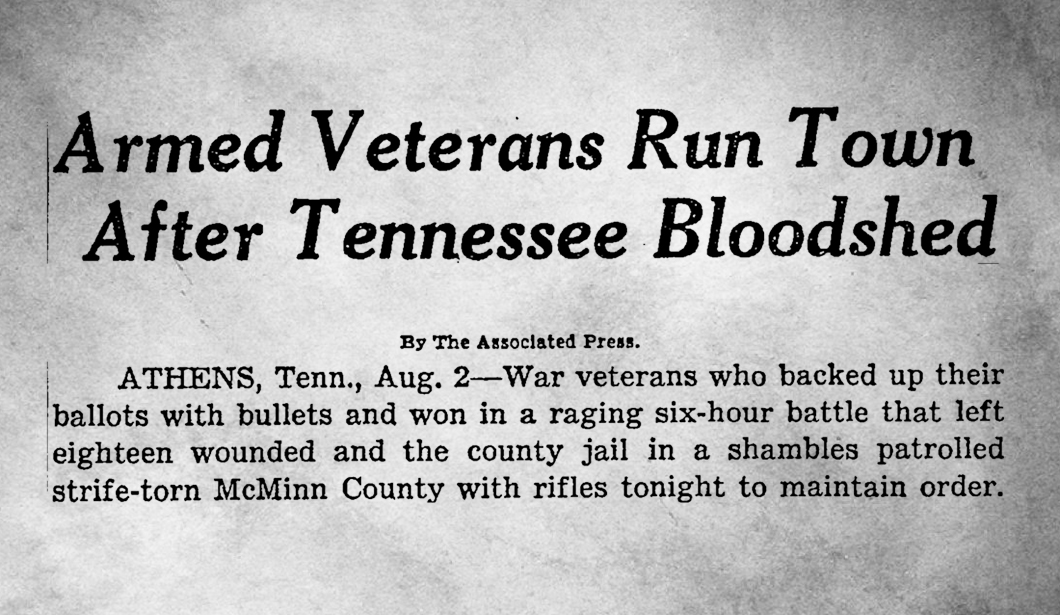 Armed Veterans Run Town
After Tennessee Bloodshed
By The Associated Press.
ATHENS, Tenn., Aug. 2—War veterans who backed up their
ballots with bullets and won in a raging six-hour battle that left
eighteen wounded and the county jail in a shambles patrolled
strife-torn McMinn County with rifles tonight to maintain order.